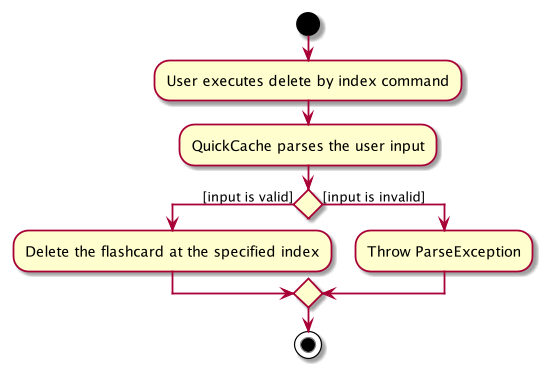 User executes delete by index command
QuickCache parses the user input
[input is valid]
[input is invalid]
Delete the flashcard at the specified index
Throw ParseException